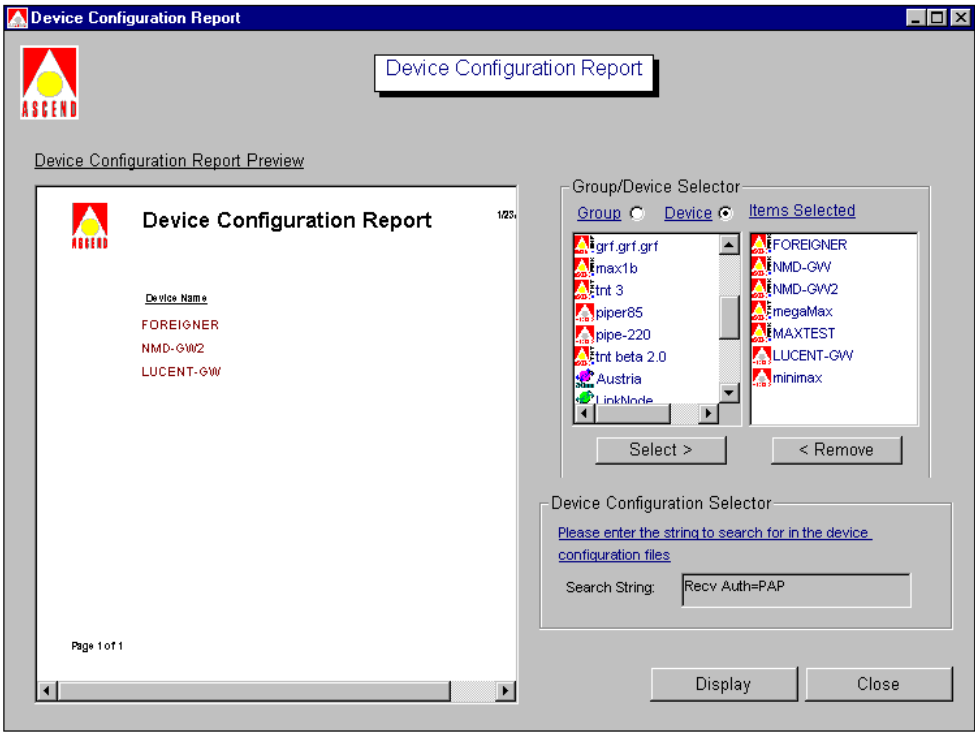 Device Configuration Report
ASCEND
Device Configuration Report
Device Configuration Report Preview
ASCEND
Device Configuration Report
1/23
Device Name
FOREIGNER
NMD-GW2
LUCENT-GW
Page 1 of 1
Group/Device Selector
Group Device Items Selected
grf.grf.grf
max1b
tnt 3
piper85
pipe-220
tnt beta 2.0
Austria
LinkNode
FOREIGNER
NMD-GW
NMD-GW2
megaMax
MAXTEST
LUCENT-GW
minimax
Select >
< Remove
Device Configuration Selector
Please enter the string to search for in the device
configuration files
Search String: Recv Auth=PAP
Display
Close